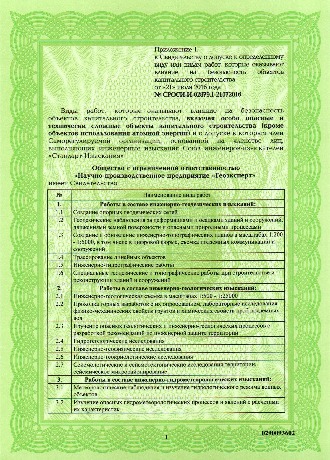 Приложение 1
к Свидетельству о допуске к определенному
виду или видам работ, которые оказывают
влияние на безопасность объектов
капитального строительства
от «21» июля 2016 года
Виды работ, которые оказывают влияние на безопасность
объектов капитального строительства, включая особо опасные и
технически сложные объекты капитального строительства (кроме
объектов использования атомной энергии) и о допуске к которым член
Саморегулируемой организации, основанной на членстве лиц,
выполняющих инженерные изыскания Союз изыскателей
«Стандарт-Изыскания»
Общество с ограниченной ответственностью
«Научно-производственное предприятие «Геоэксперт»
имеет Свидетельство
№ Наименование вида работ
1. Работы в составе инженерно-геодезических изысканий:
1.1 Создание опорных геодезических сетей
1.2 Геодезические наблюдения за деформациями и осадками зданий и сооружений,
движениями земной поверхности и опасными природными процессами
1.3 Создание и обновление инженерно-топографических планов в масштабах 1:200
- 1:5000, в том числе в цифровой форме, съемка подземных коммуникаций и
сооружений
1.4 Трассирование линейных объектов
1.5 Инженерно-гидрографические работы
1.6 Специальные геодезические и топографические работы при строительстве и
реконструкции зданий и сооружений
2. Работы в составе инженерно-геологических изысканий:
2.1 Инженерно-геологическая съемка в масштабах 1:500 - 1:25000
2.2 Проходка горных выработок с их опробованием, лабораторные исследования
физико-механических свойств грунтов и химических свойств проб подземных
вод
2.3 Изучение опасных геологических и инженерно-геологических процессов с
разработкой рекомендаций по инженерной защите территории
2.4 Гидрогеологические исследования
2.5 Инженерно-геофизические исследования
2.6 Инженерно-геокриологические исследования
2.7 Сейсмологические и сейсмотектонические исследования территории,
сейсмическое микрорайонирование
3. Работы в составе инженерно-гидрометеорологических изысканий:
3.1 Метеорологические наблюдения и изучение гидрологического режима водных
объектов
3.2 Изучение опасных гидрометеорологических процессов и явлений с расчетами
их характеристик
1